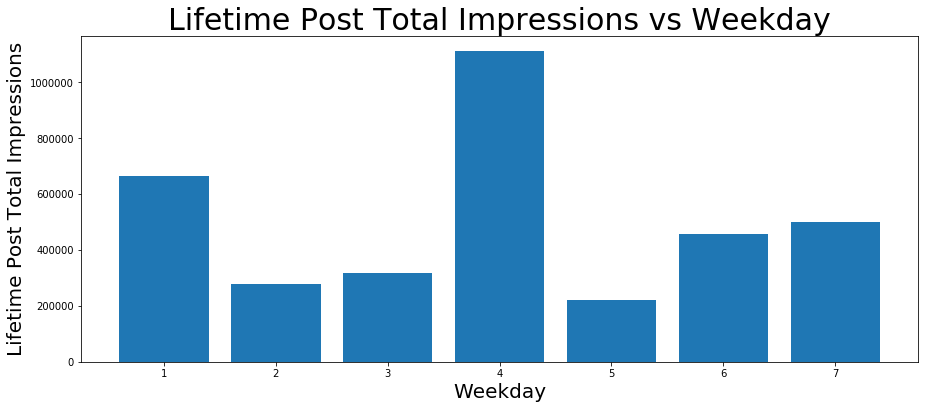 Lifetime Post Total Impressions vs Weekday
Lifetime Post Total Impressions
1000000
800000
600000
400000
200000
0
1 2 3 4 5 6 7
Weekday